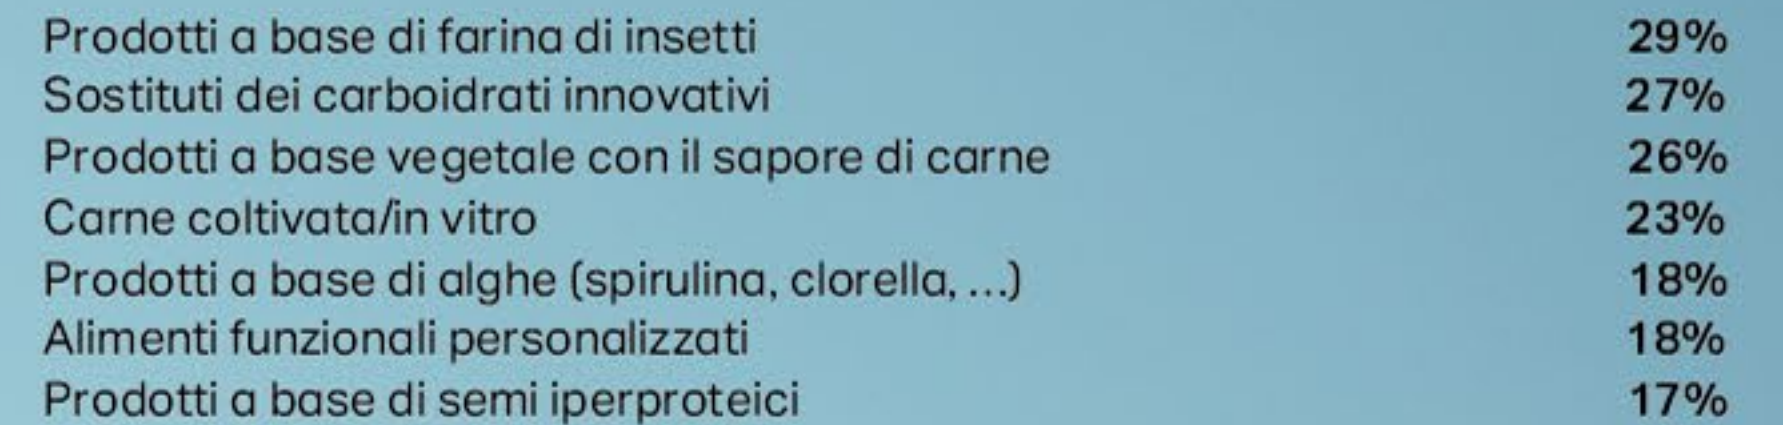 Prodotti a base di farina di insetti 29%
Sostituti dei carboidrati innovativi 27%
Prodotti a base vegetale con il sapore di carne 26%
Carne coltivata/in vitro 23%
Prodotti a base di alghe (spirulina, clorella, ...) 18%
Alimenti funzionali personalizzati 18%
Prodotti a base di semi iperproteici 17%